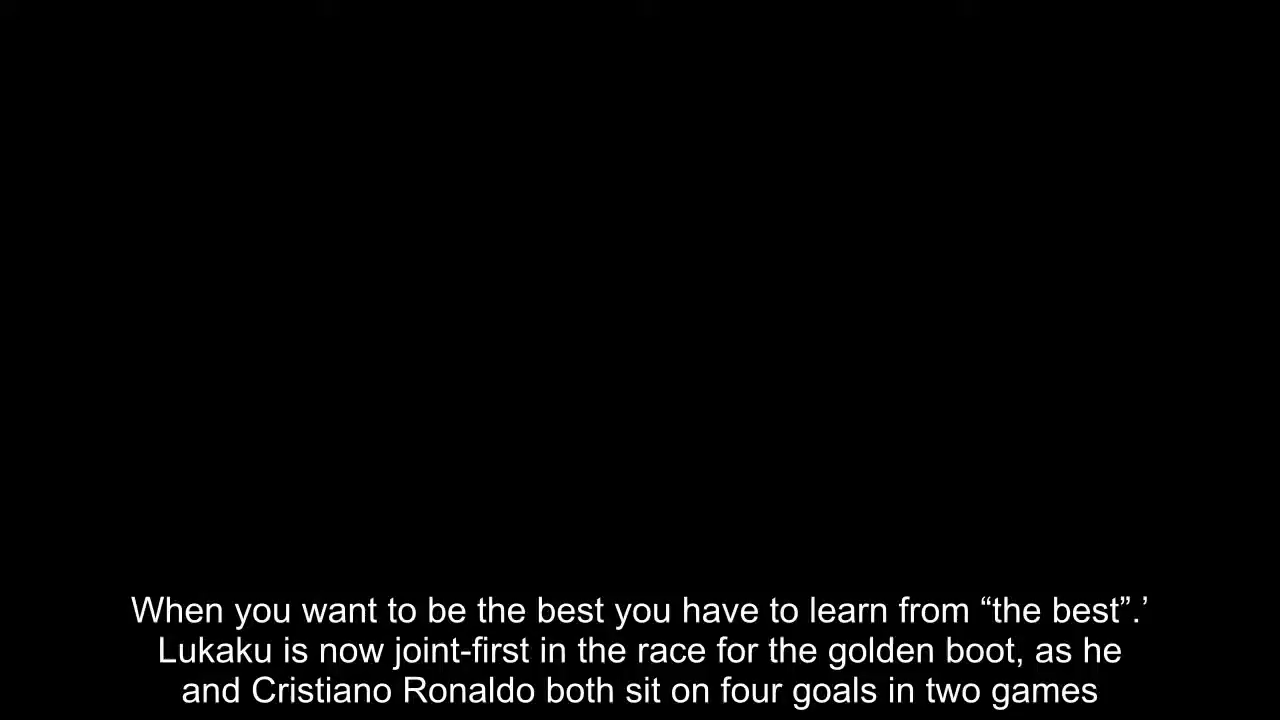 When you want to be the best you have to learn from “the best”.’
Lukaku is now joint-first in the race for the golden boot, as he
and Cristiano Ronaldo both sit on four goals in two games